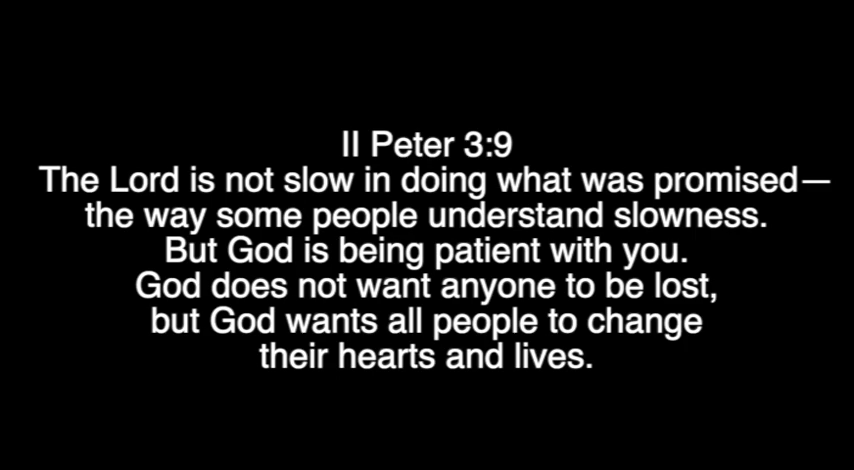 II Peter 3:9
The Lord is not slow in doing what was promised—
the way some people understand slowness.
But God is being patient with you.
God does not want anyone to be lost,
but God wants all people to change
their hearts and lives.